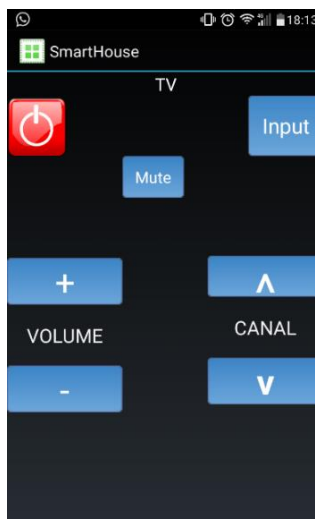 18:13
SmartHouse
TV
Input
Mute
+
ʌ
VOLUME
CANAL
-
v